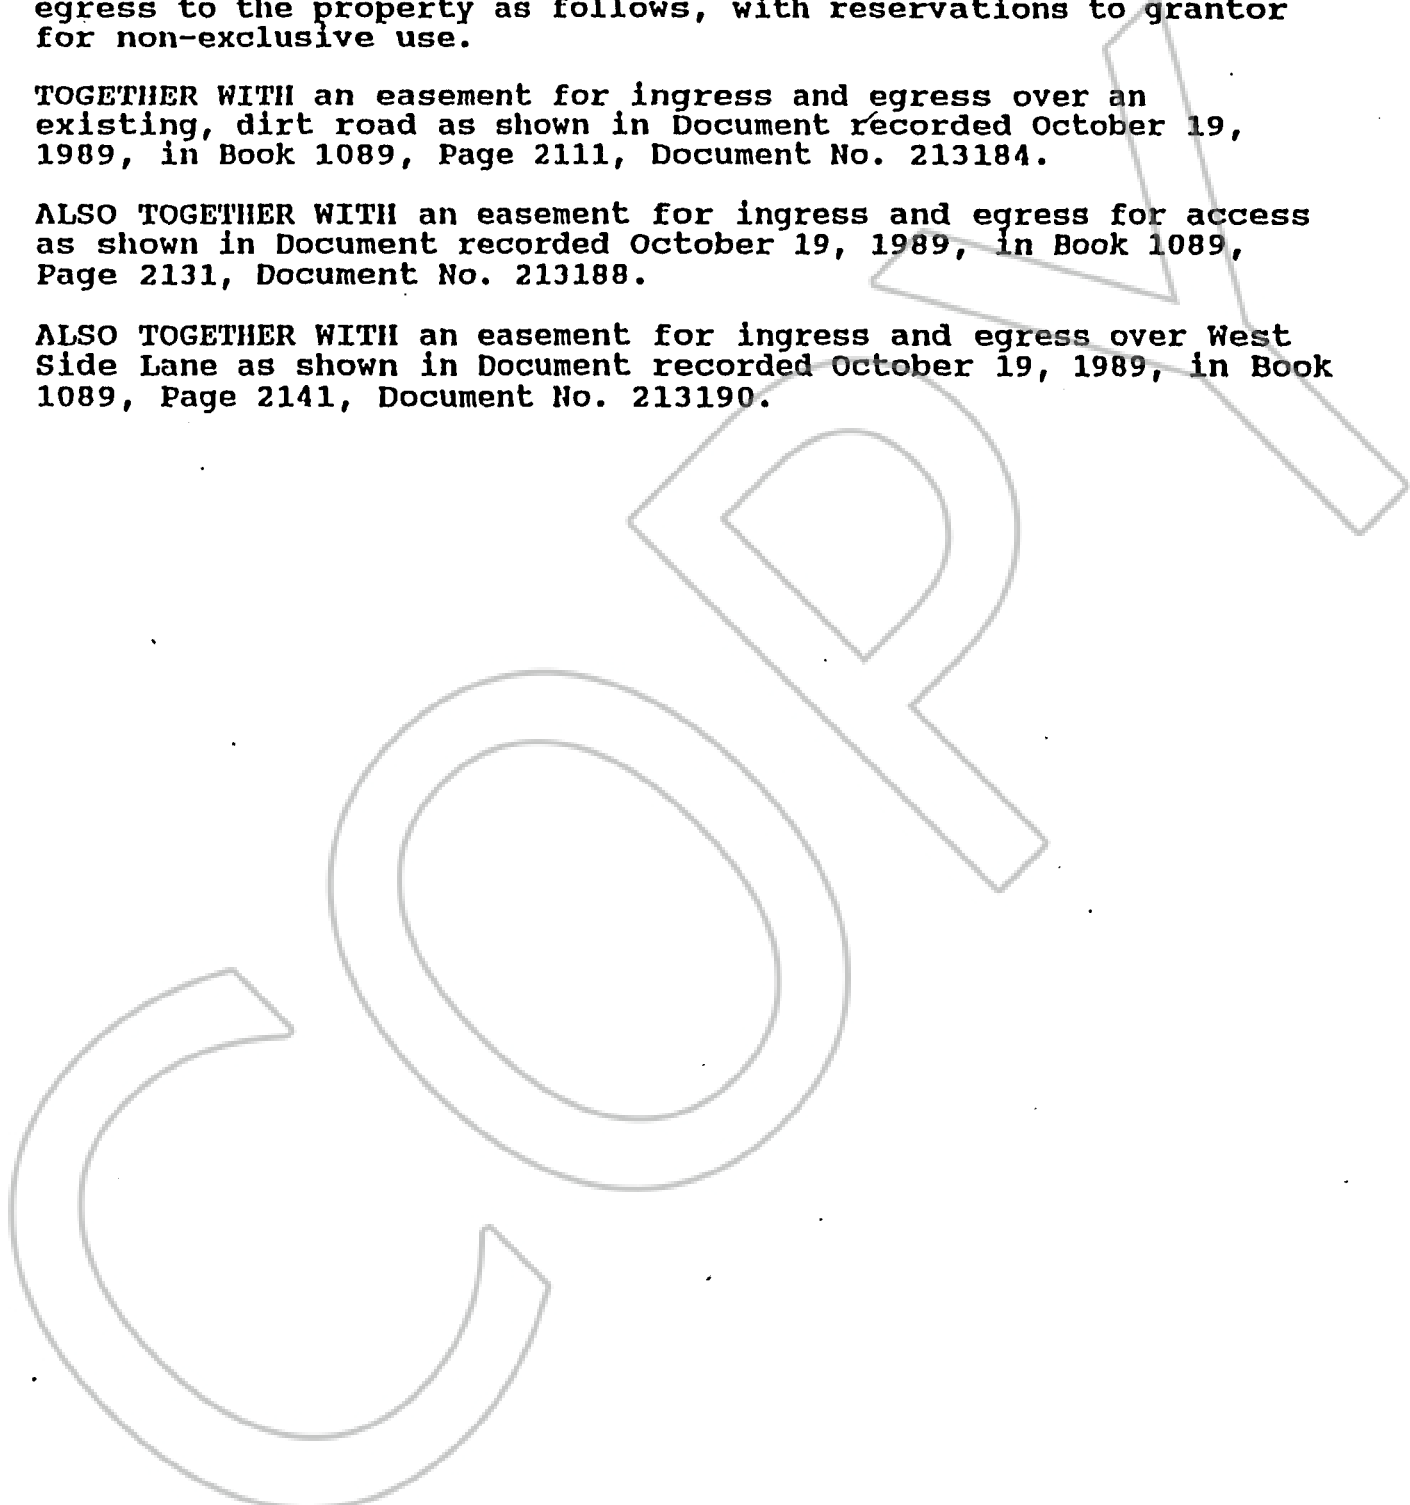 egress to the property as follows, with reservations to grantor
for non-exclusive use.
TOGETHER WITH an easement for ingress and egress over an
existing, dirt road as shown in Document recorded October 19,
1989, in Book 1089, Page 2111, Document No. 213184.
ALSO TOGETHER WITH an easement for ingress and egress for access
as shown in Document recorded October 19, 1989, in Book 1089,
Page 2131, Document No. 213188.
ALSO TOGETHER WITH an easement for ingress and egress over West
Side Lane as shown in Document recorded October 19, 1989, in Book
1089, Page 2141, Document No. 213190.
COPY